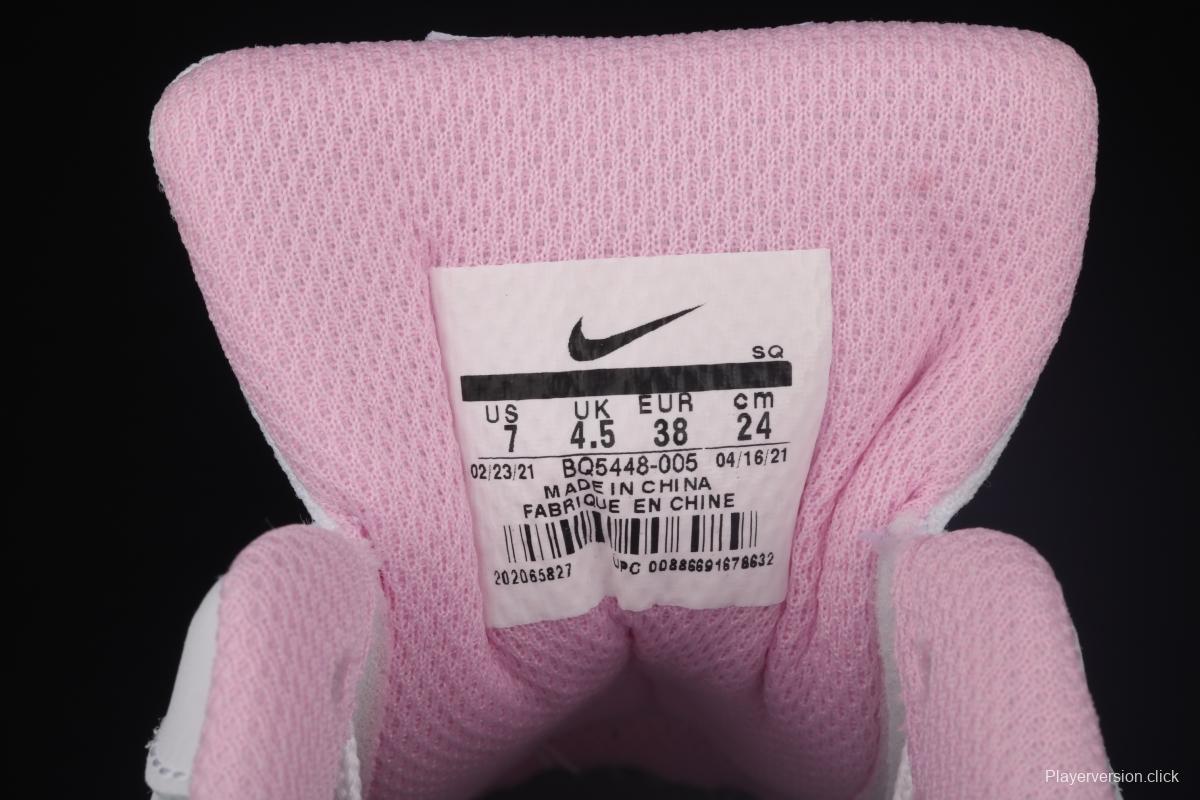 SQ
US UK EUR cm
7 4.5 38 24
02/23/21 BQ5448-005 04/16/21
MADE IN CHINA
FABRIQUE EN CHINE
202065827 UPC 00886691678632
Playerversion.click